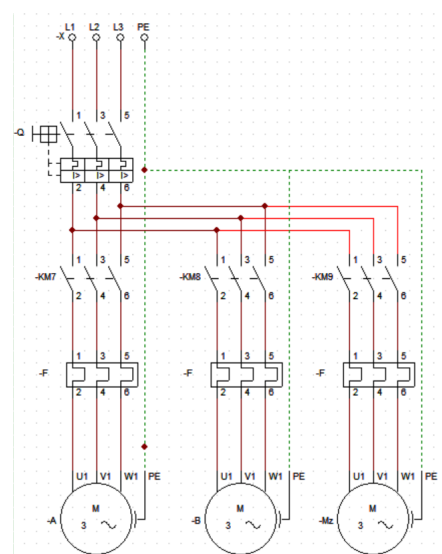 L1 L2 L3 PE
-X
1 3 5
-Q
I> I> I>
2 4 6
1 3 5 1 3 5 1 3 5
-KM7 -KM8 -KM9
2 4 6 2 4 6 2 4 6
1 3 5 1 3 5 1 3 5
-F -F -F
2 4 6 2 4 6 2 4 6
U1 V1 W1 PE U1 V1 W1 PE U1 V1 W1 PE
M M M
-A 3 -B 3 -Mz 3